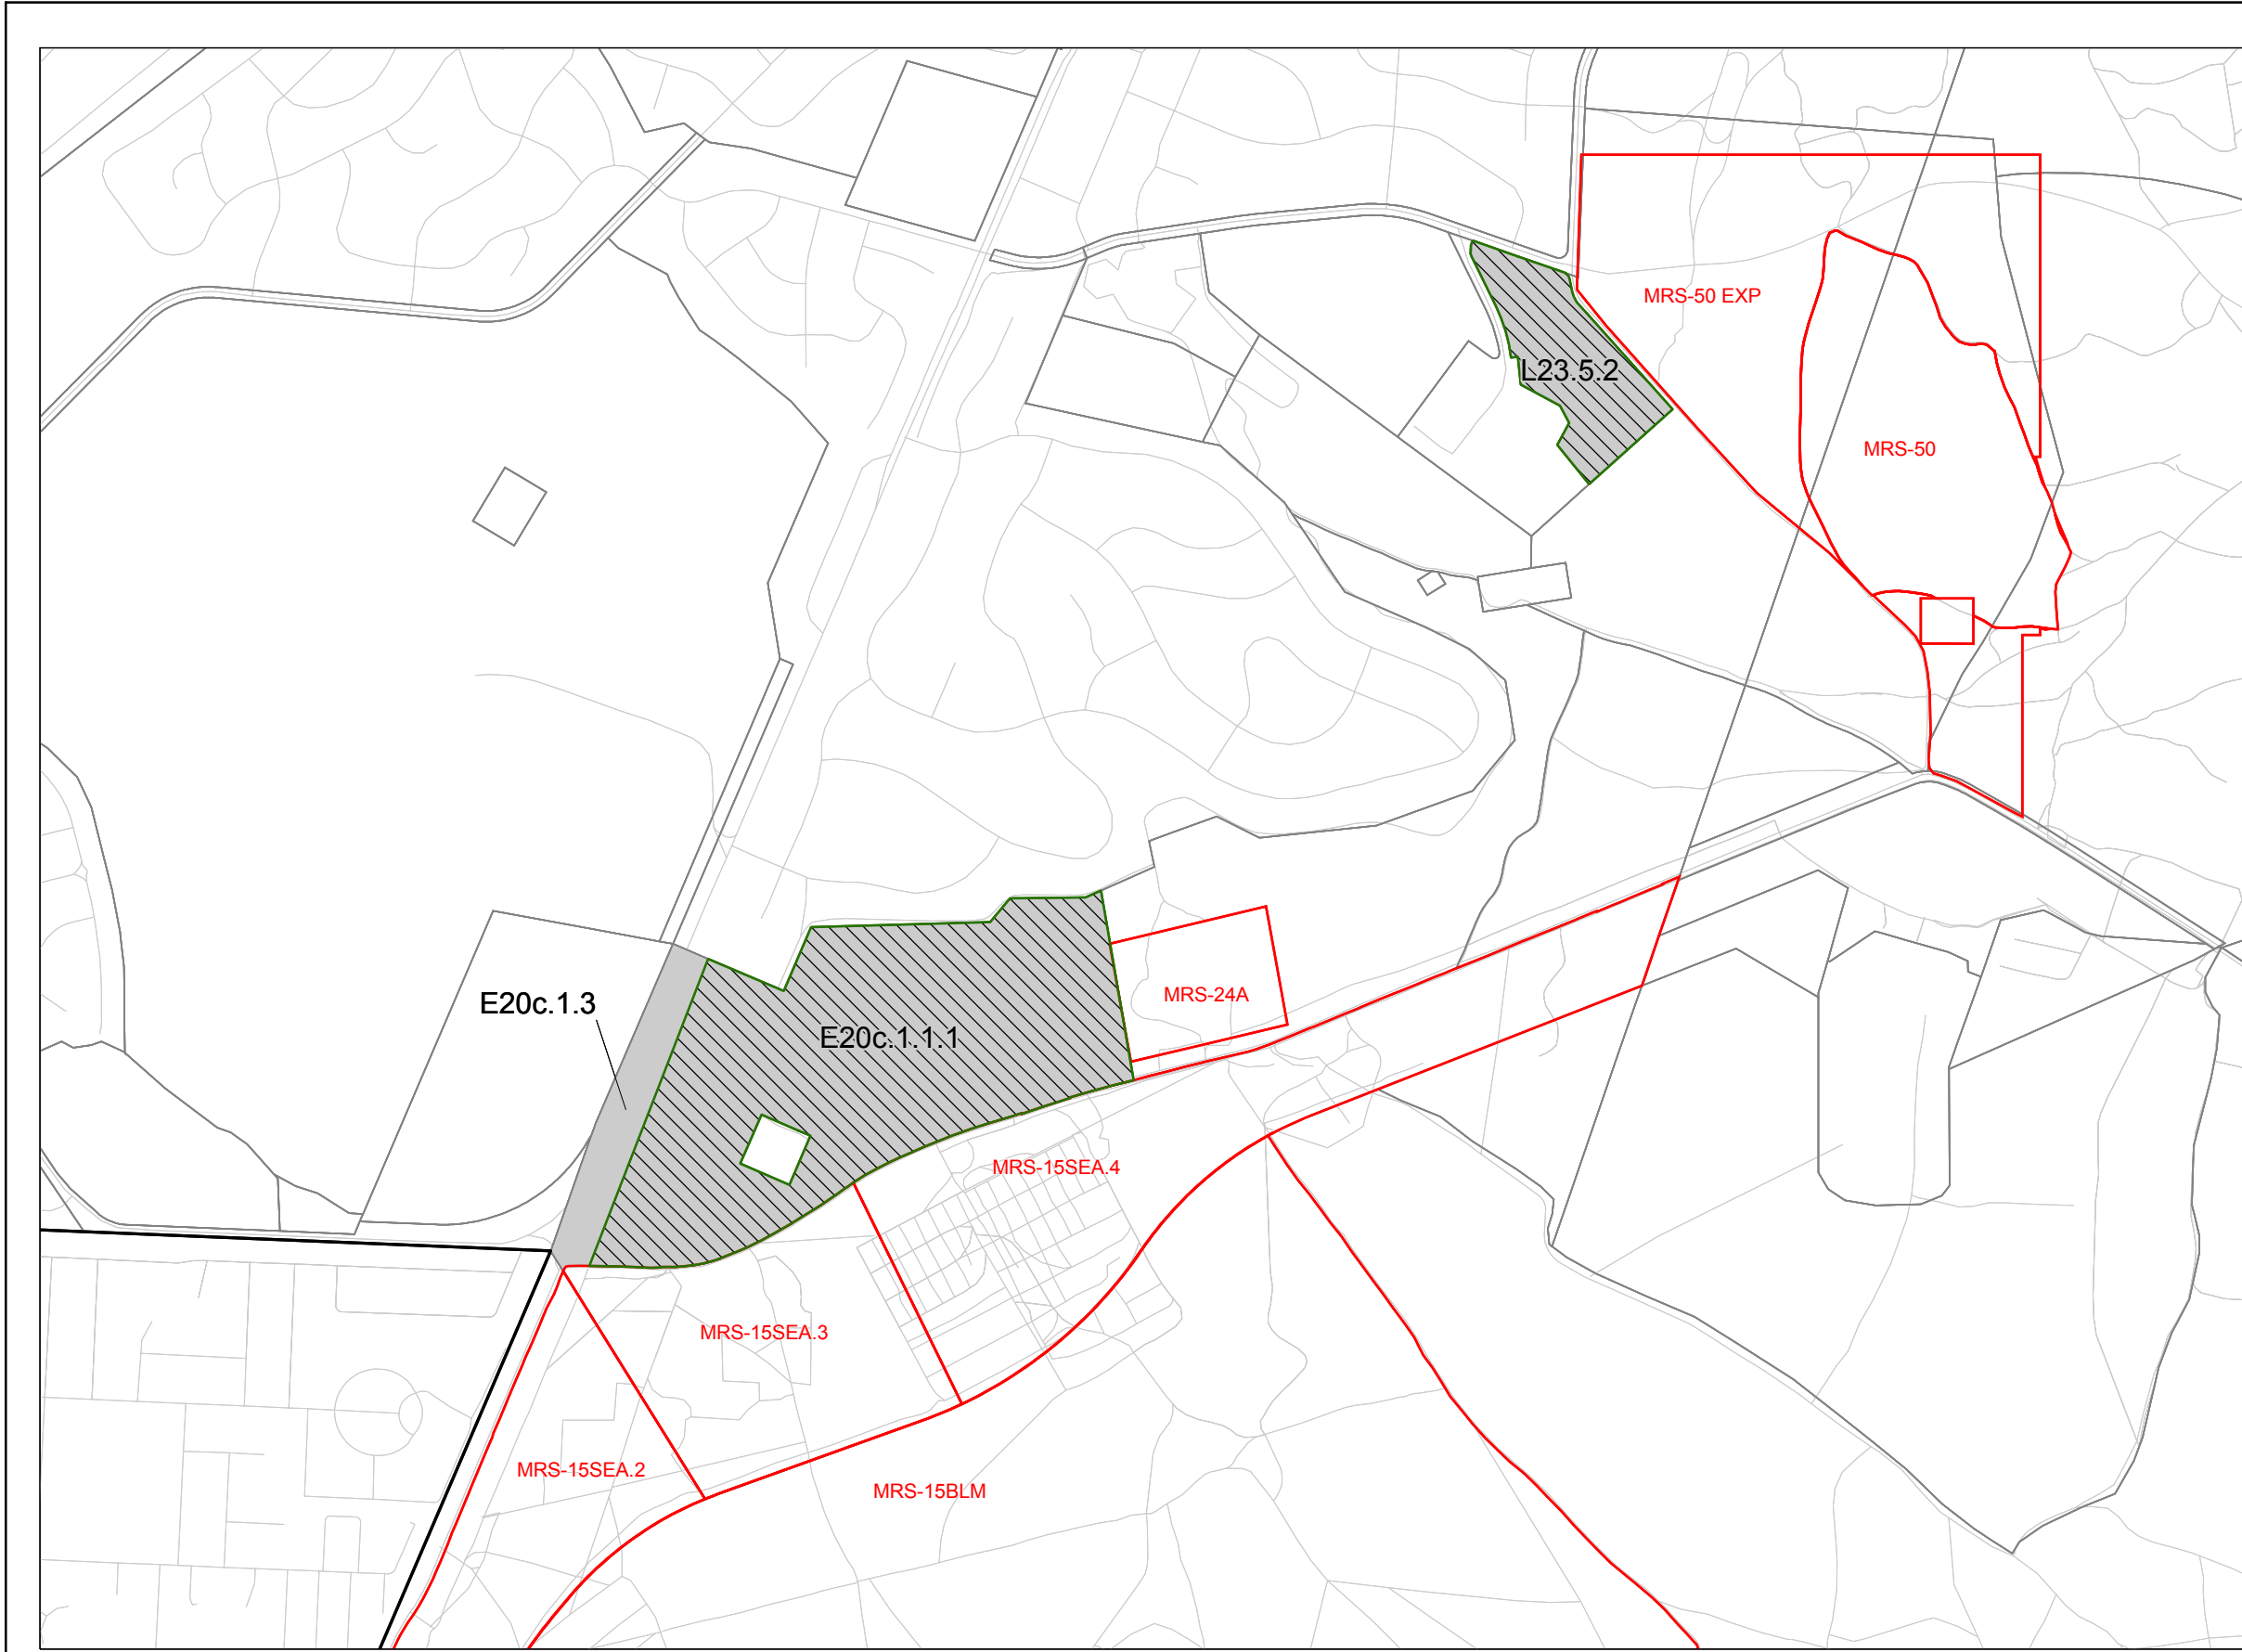 MRS-50 EXP
L23.5.2
MRS-50
E20c.1.3
MRS-24A
E20c.1.1.1
MRS-15SEA.4
MRS-15SEA.3
MRS-15SEA.2
MRS-15BLM